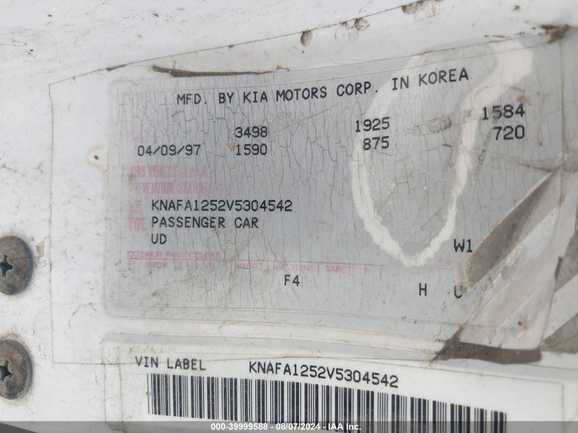 MFD. BY KIA MOTORS CORP. IN KOREA
3498 1925 1584
04/09/97 1590 875 720
KNAFA1252V5304542
PASSENGER CAR
UD W1
F4 H U
VIN LABEL KNAFA1252V5304542
000-39999588 - 08/07/2024 - IAA, Inc.